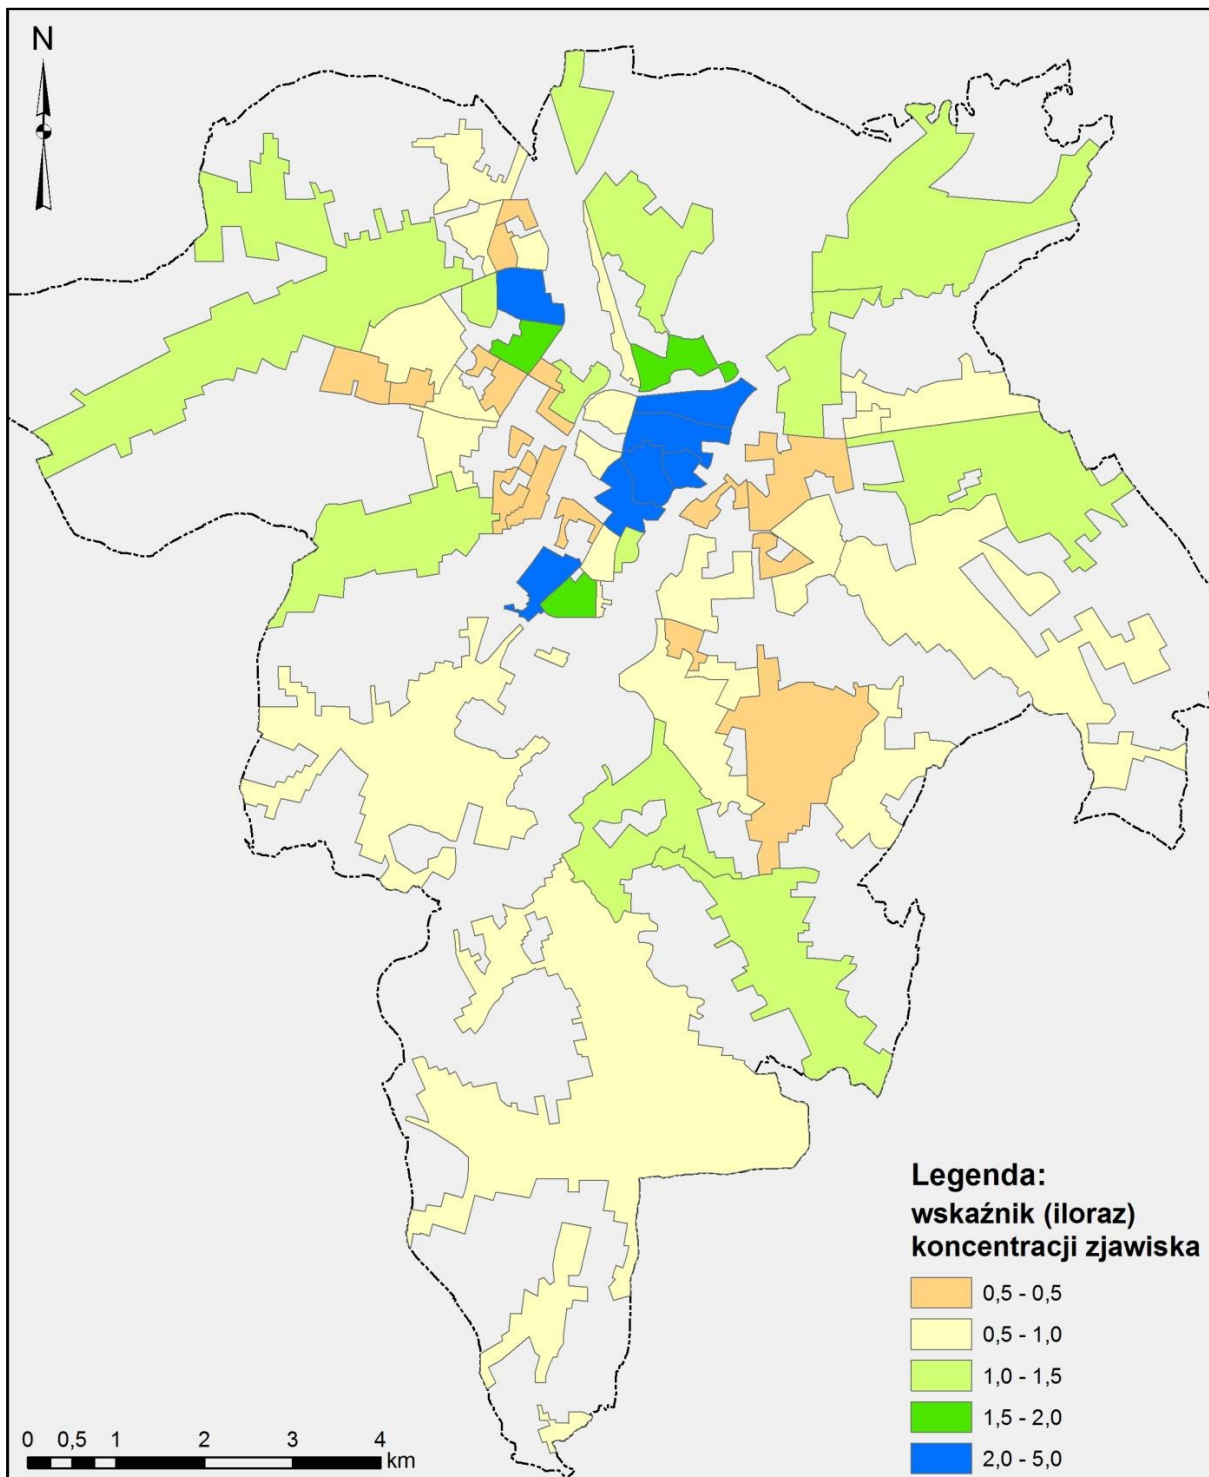 N
Legenda:
wskaźnik (iloraz)
koncentracji zjawiska
0,5 - 0,5
0,5 - 1,0
1,0 - 1,5
1,5 - 2,0
2,0 - 5,0
0 0,5 1 2 3 4
km